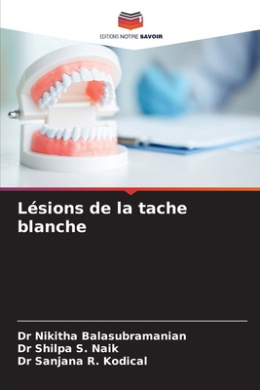 EDITIONS NOTRE SAVOIR
Lésions de la tache
blanche
Dr Nikitha Balasubramanian
Dr Shilpa S. Naik
Dr Sanjana R. Kodical